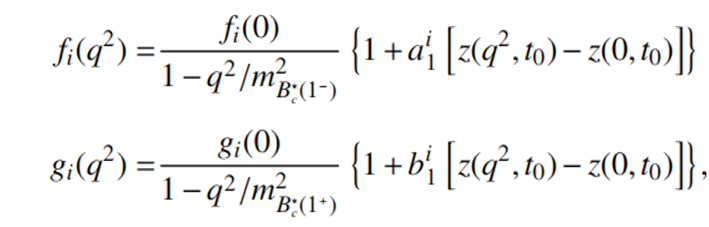 f_i(q^2) = \frac{f_i(0)}{1 - q^2/m^2_{B_c^*(1^-)}} \left\{ 1 + a_1^i \left[ z(q^2, t_0) - z(0, t_0) \right] \right\}
g_i(q^2) = \frac{g_i(0)}{1 - q^2/m^2_{B_c^*(1^+)}} \left\{ 1 + b_1^i \left[ z(q^2, t_0) - z(0, t_0) \right] \right\},